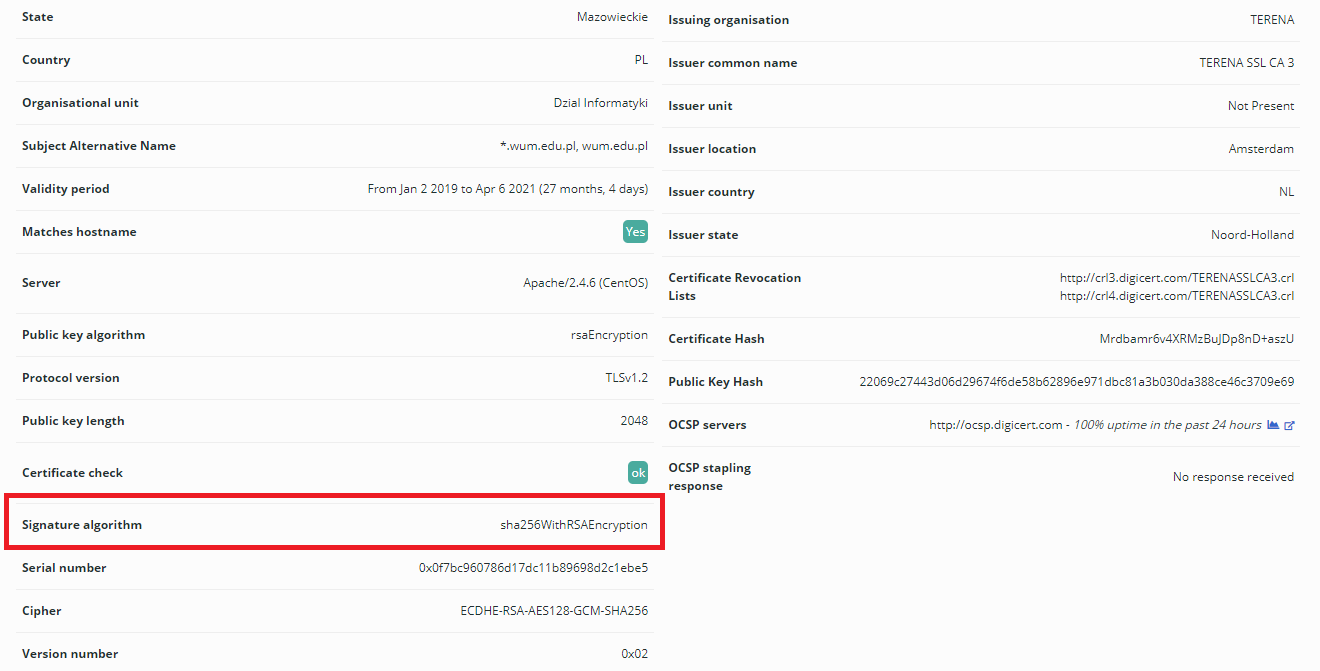 State Mazowieckie
Country PL
Organisational unit Dzial Informatyki
Subject Alternative Name *.wum.edu.pl, wum.edu.pl
Validity period From Jan 2 2019 to Apr 6 2021 (27 months, 4 days)
Matches hostname Yes
Server Apache/2.4.6 (CentOS)
Public key algorithm rsaEncryption
Protocol version TLSv1.2
Public key length 2048
Certificate check ok
Signature algorithm sha256WithRSAEncryption
Serial number 0x0f7bc960786d17dc11b89698d2c1ebe5
Cipher ECDHE-RSA-AES128-GCM-SHA256
Version number 0x02
Issuing organisation TERENA
Issuer common name TERENA SSL CA 3
Issuer unit Not Present
Issuer location Amsterdam
Issuer country NL
Issuer state Noord-Holland
Certificate Revocation http://crl3.digicert.com/TERENASSLCA3.crl
Lists http://crl4.digicert.com/TERENASSLCA3.crl
Certificate Hash Mrdbamr6v4XRMzBuJDp8nD+aszU
Public Key Hash 22069c27443d06d29674f6de58b62896e971dbc81a3b030da388ce46c3709e69
OCSP servers http://ocsp.digicert.com - 100% uptime in the past 24 hours
OCSP stapling
response No response received